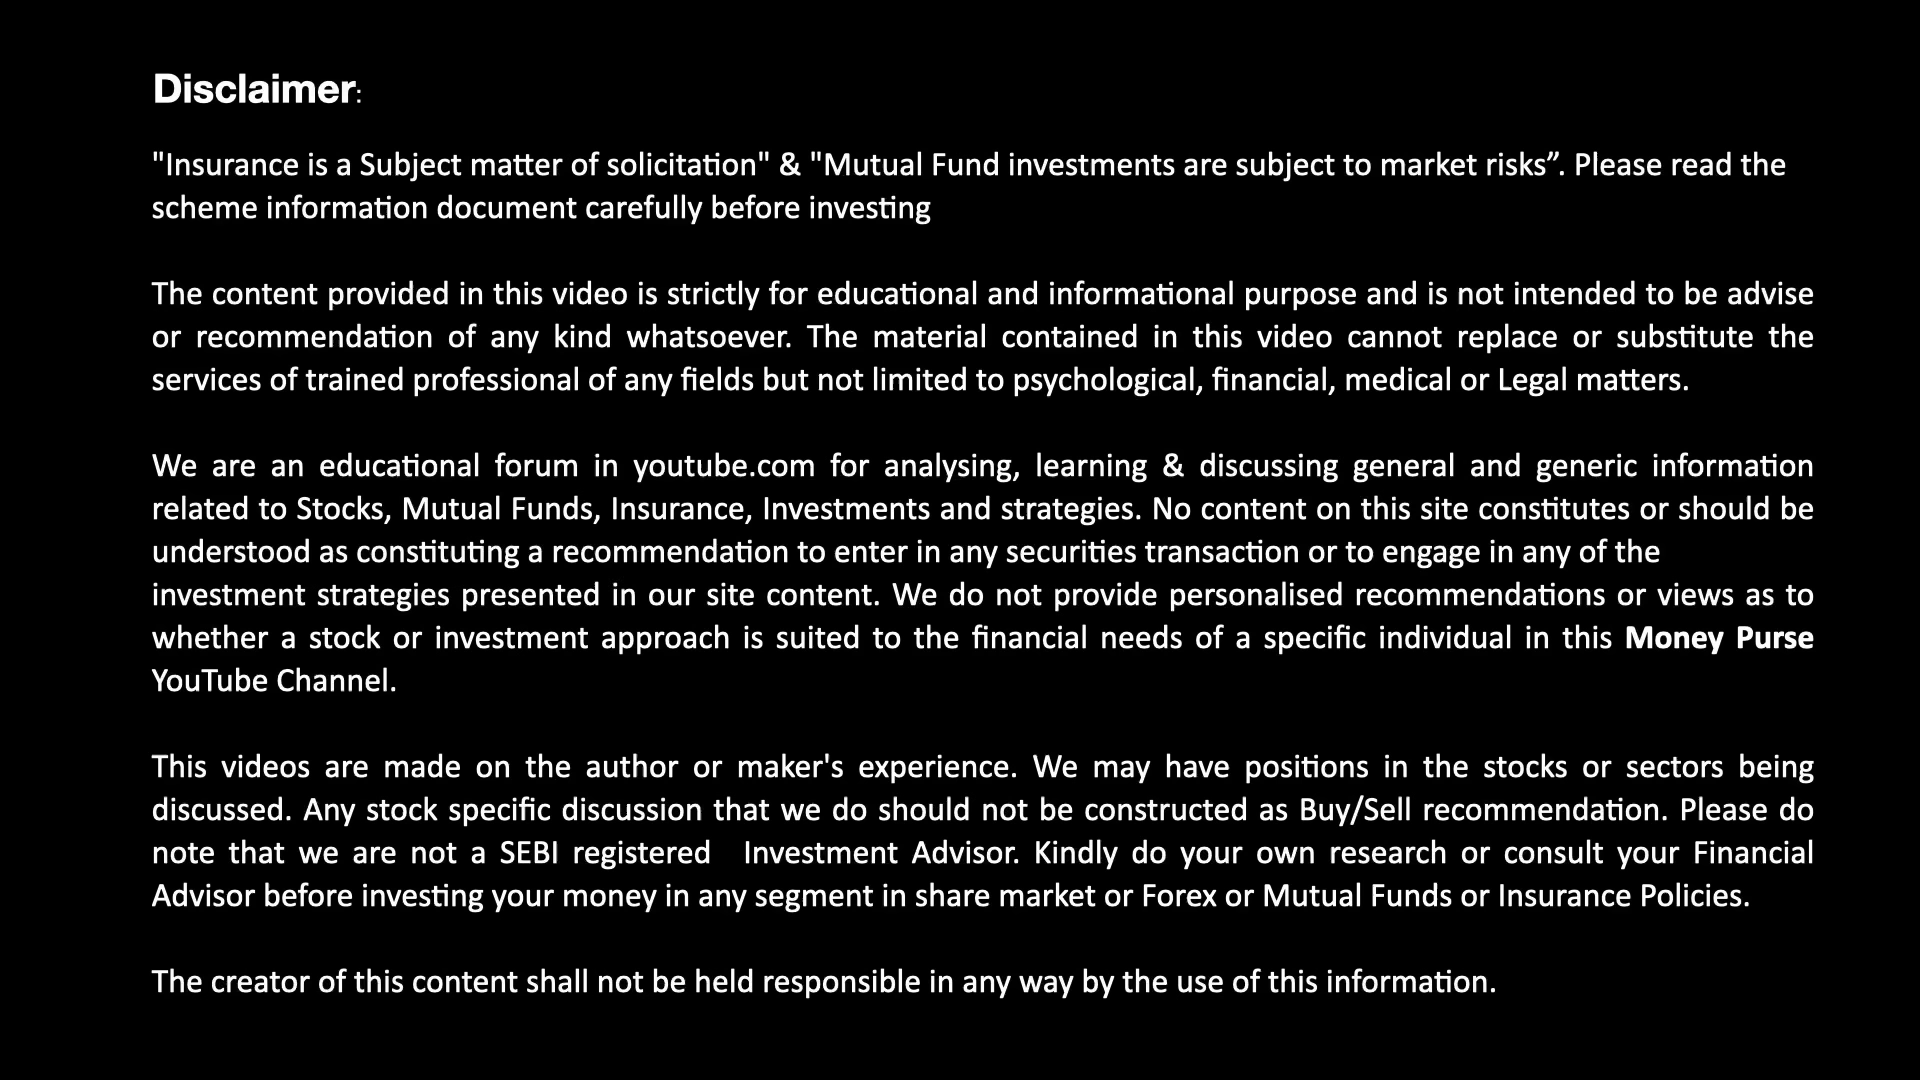 Disclaimer:
"Insurance is a Subject matter of solicitation" & "Mutual Fund investments are subject to market risks”. Please read the
scheme information document carefully before investing
The content provided in this video is strictly for educational and informational purpose and is not intended to be advise
or recommendation of any kind whatsoever. The material contained in this video cannot replace or substitute the
services of trained professional of any fields but not limited to psychological, financial, medical or Legal matters.
We are an educational forum in youtube.com for analysing, learning & discussing general and generic information
related to Stocks, Mutual Funds, Insurance, Investments and strategies. No content on this site constitutes or should be
understood as constituting a recommendation to enter in any securities transaction or to engage in any of the
investment strategies presented in our site content. We do not provide personalised recommendations or views as to
whether a stock or investment approach is suited to the financial needs of a specific individual in this Money Purse
YouTube Channel.
This videos are made on the author or maker's experience. We may have positions in the stocks or sectors being
discussed. Any stock specific discussion that we do should not be constructed as Buy/Sell recommendation. Please do
note that we are not a SEBI registered Investment Advisor. Kindly do your own research or consult your Financial
Advisor before investing your money in any segment in share market or Forex or Mutual Funds or Insurance Policies.
The creator of this content shall not be held responsible in any way by the use of this information.